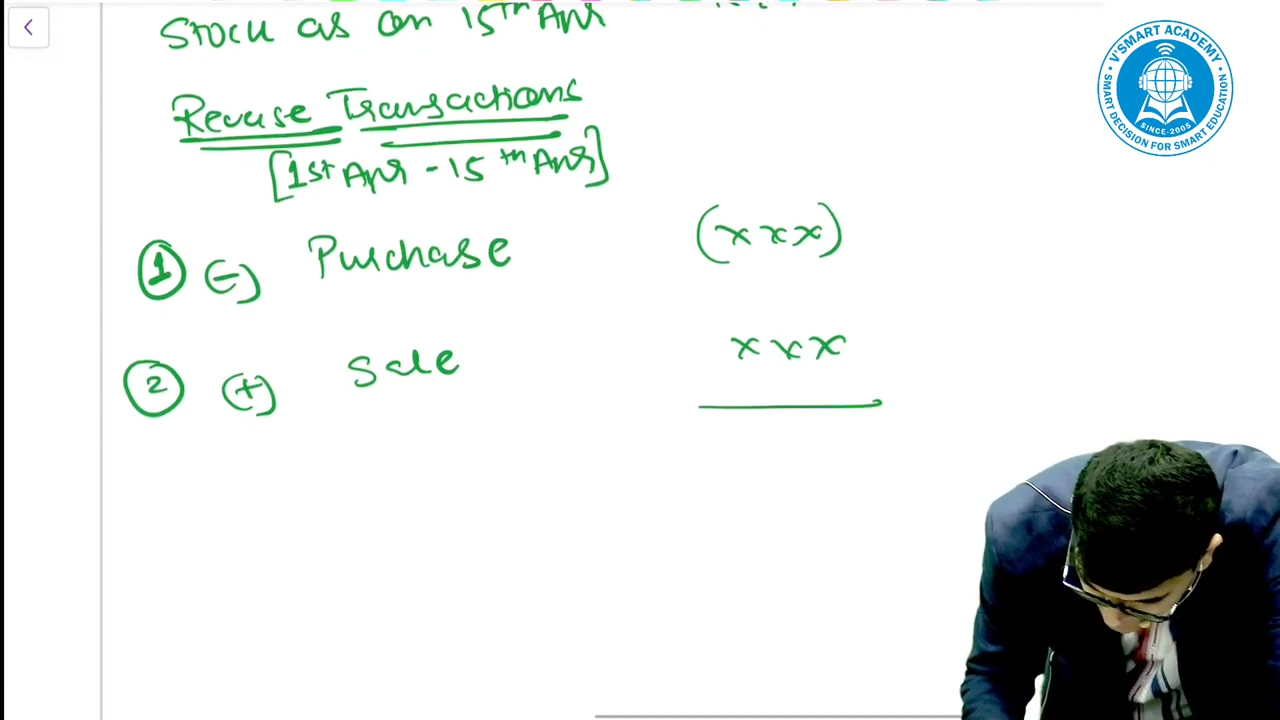 Stock as on 15th Apr
Reverse Transactions
[1st Apr - 15th Apr]
① (-) Purchase (xxx)
② (+) Sale xxx
V'SMART ACADEMY
SINCE-2005
SMART DECISION FOR SMART EDUCATION